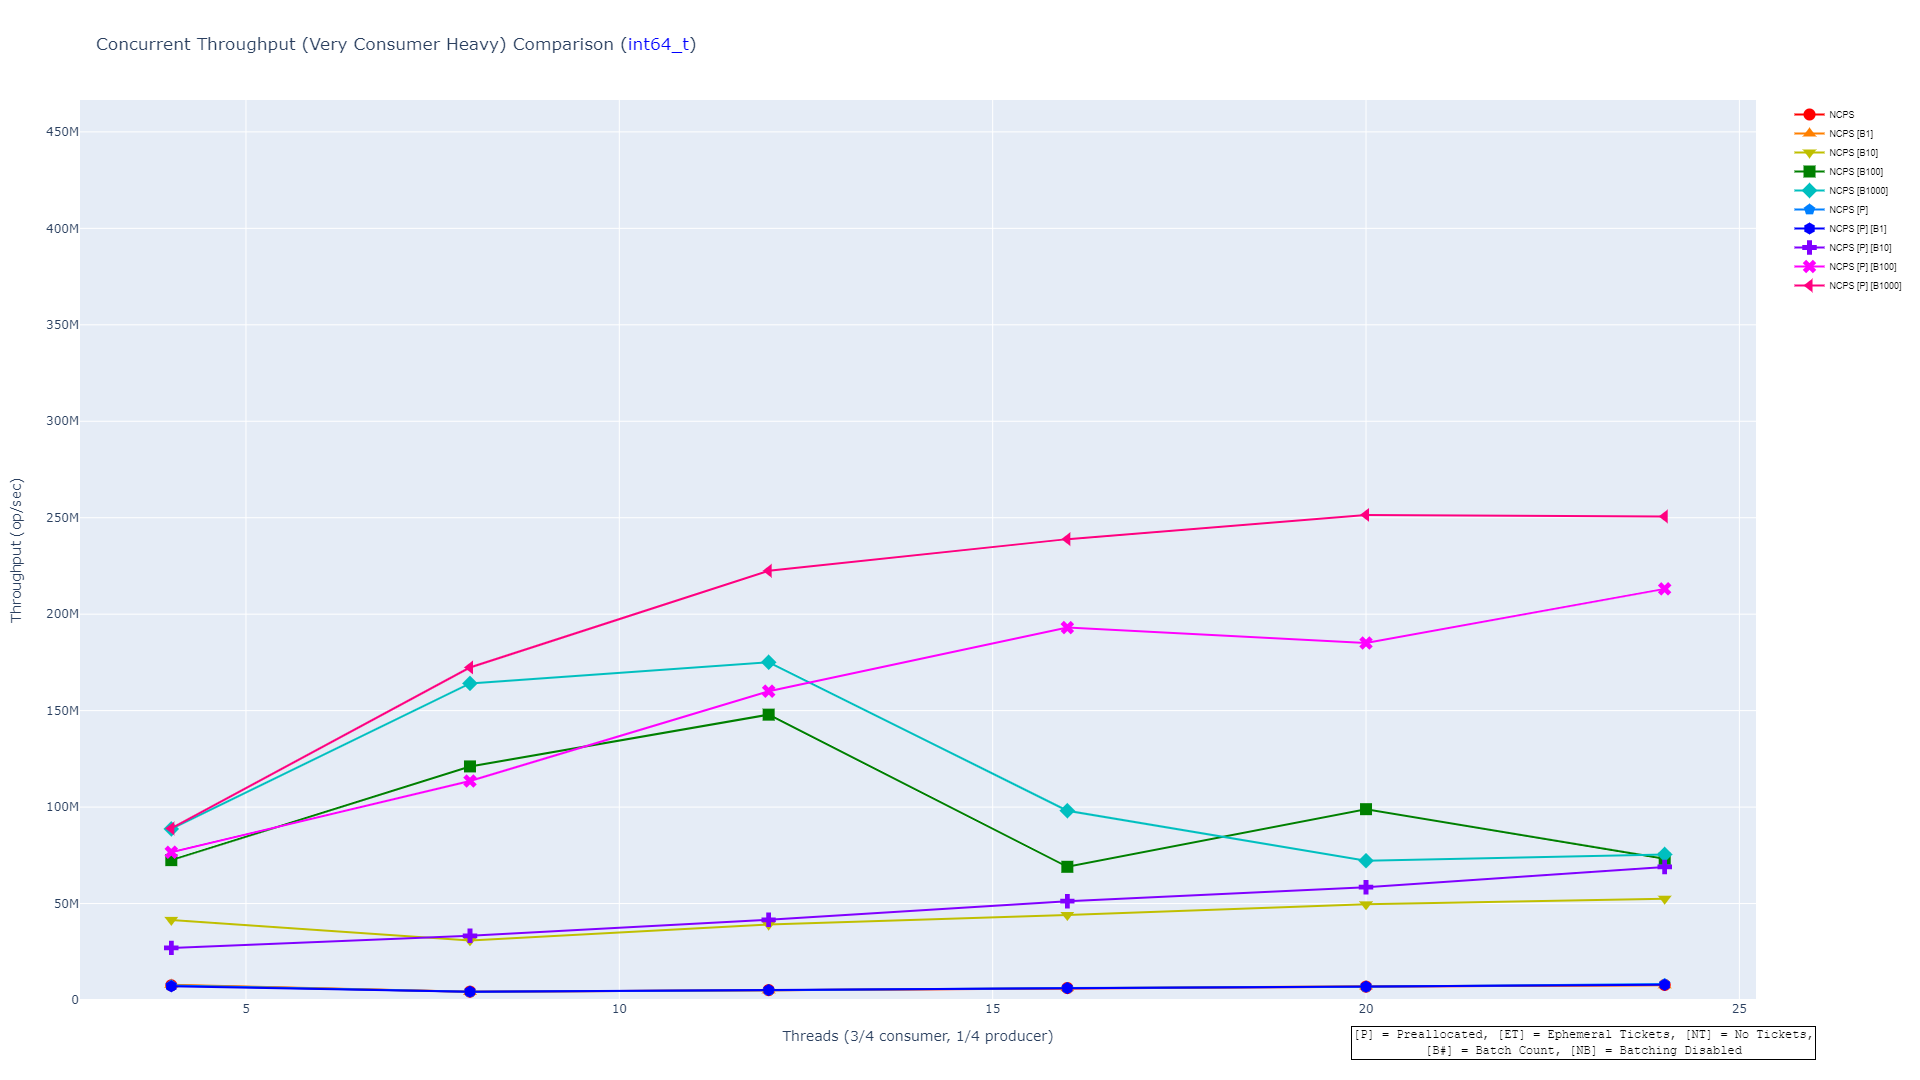 Concurrent Throughput (Very Consumer Heavy) Comparison (int64_t)
450M
400M
350M
300M
250M
200M
150M
100M
50M
0
Throughput (op/sec)
5
10
15
20
25
Threads (3/4 consumer, 1/4 producer)
NCPS
NCPS [B1]
NCPS [B10]
NCPS [B100]
NCPS [B1000]
NCPS [P]
NCPS [P] [B1]
NCPS [P] [B10]
NCPS [P] [B100]
NCPS [P] [B1000]
[P] = Preallocated, [ET] = Ephemeral Tickets, [NT] = No Tickets,
[B#] = Batch Count, [NB] = Batching Disabled